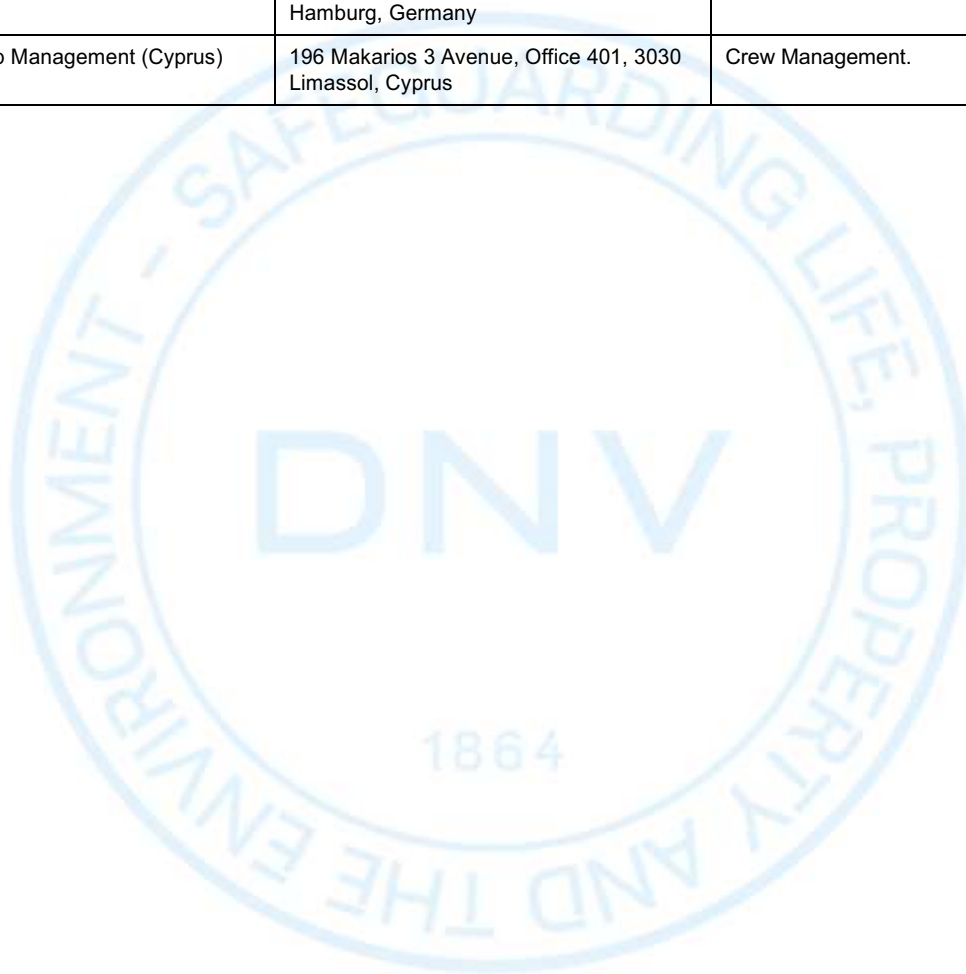 Hamburg, Germany
Management (Cyprus)
196 Makarios 3 Avenue, Office 401, 3030
Limassol, Cyprus
Crew Management.
SAFEGUARDING LIFE, PROPERTY AND THE ENVIRONMENT -
DNV
1864